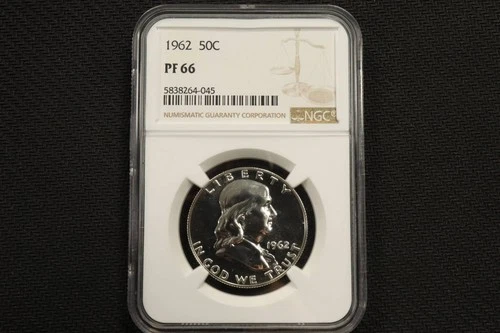 1962 50C
PF 66
5838264-045
NUMISMATIC GUARANTY CORPORATION
NGC®
LIBERTY
1962
IN GOD WE TRUST